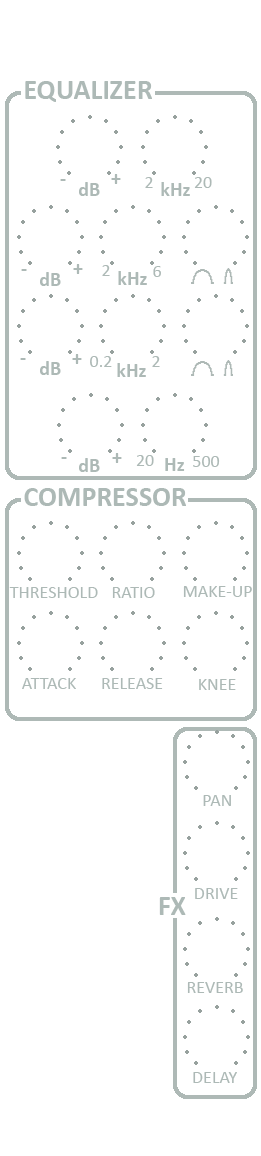 EQUALIZER
- dB + 2 kHz 20
- dB + 2 kHz 6
- dB + 0.2 kHz 2
- dB + 20 Hz 500
COMPRESSOR
THRESHOLD RATIO MAKE-UP
ATTACK RELEASE KNEE
PAN
DRIVE
FX
REVERB
DELAY